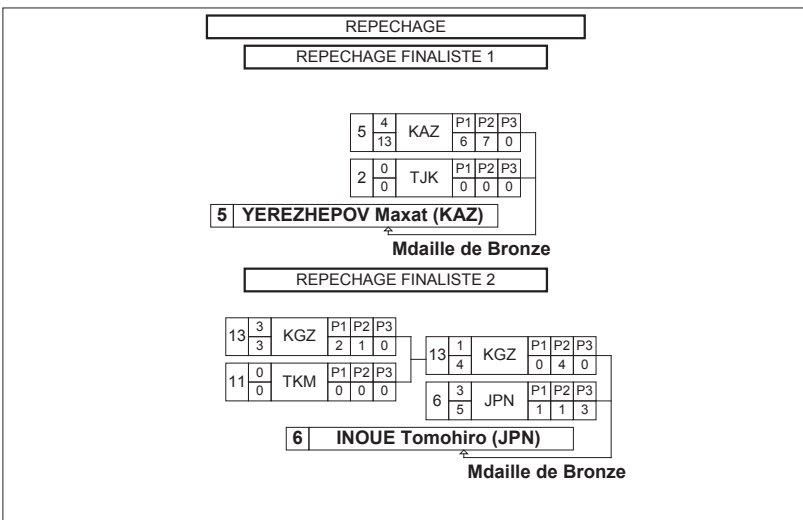 REPECHAGE
REPECHAGE FINALISTE 1
5 4 KAZ P1 P2 P3
13 6 7 0
2 0 TJK P1 P2 P3
0 0 0 0
5 YEREZHEPOV Maxat (KAZ)
Mdaille de Bronze
REPECHAGE FINALISTE 2
13 3 KGZ P1 P2 P3
3 2 1 0
13 1 KGZ P1 P2 P3
4 0 4 0
11 0 TKM P1 P2 P3
0 0 0 0
6 3 JPN P1 P2 P3
5 1 1 3
6 INOUE Tomohiro (JPN)
Mdaille de Bronze